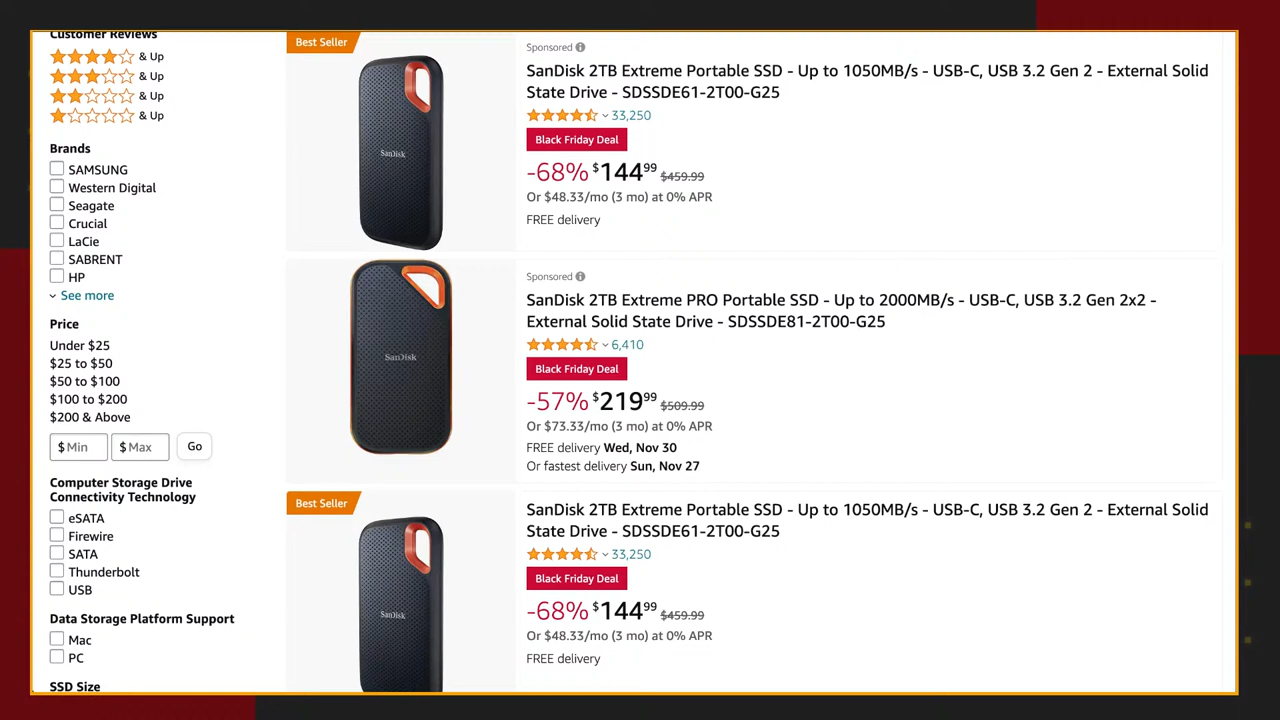 Customer Reviews
& Up
& Up
& Up
& Up
Brands
SAMSUNG
Western Digital
Seagate
Crucial
LaCie
SABRENT
HP
See more
Price
Under $25
$25 to $50
$50 to $100
$100 to $200
$200 & Above
$ Min $ Max Go
Computer Storage Drive
Connectivity Technology
eSATA
Firewire
SATA
Thunderbolt
USB
Data Storage Platform Support
Mac
PC
SSD Size
Best Seller
SanDisk
Sponsored
SanDisk 2TB Extreme Portable SSD - Up to 1050MB/s - USB-C, USB 3.2 Gen 2 - External Solid
State Drive - SDSSDE61-2T00-G25
33,250
Black Friday Deal
-68% $144.99 $459.99
Or $48.33/mo (3 mo) at 0% APR
FREE delivery
SanDisk
Sponsored
SanDisk 2TB Extreme PRO Portable SSD - Up to 2000MB/s - USB-C, USB 3.2 Gen 2x2 -
External Solid State Drive - SDSSDE81-2T00-G25
6,410
Black Friday Deal
-57% $219.99 $509.99
Or $73.33/mo (3 mo) at 0% APR
FREE delivery Wed, Nov 30
Or fastest delivery Sun, Nov 27
Best Seller
SanDisk
SanDisk 2TB Extreme Portable SSD - Up to 1050MB/s - USB-C, USB 3.2 Gen 2 - External Solid
State Drive - SDSSDE61-2T00-G25
33,250
Black Friday Deal
-68% $144.99 $459.99
Or $48.33/mo (3 mo) at 0% APR
FREE delivery